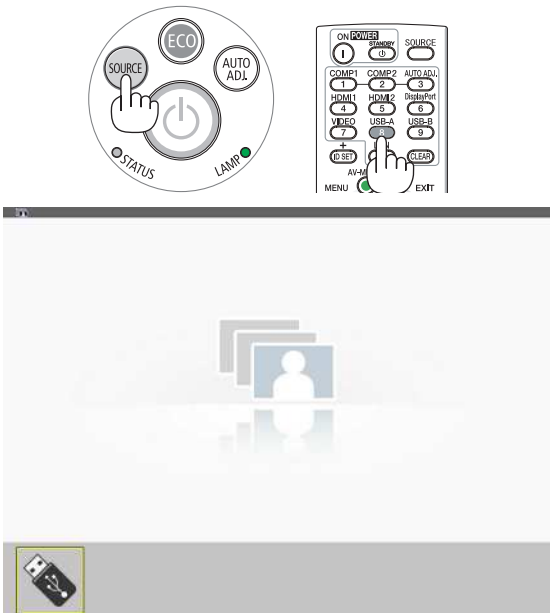 ECO
SOURCE
AUTO
ADJ.
STATUS
LAMP
ON POWER
STANDBY
SOURCE
COMP1 COMP2 AUTO ADJ.
1 2 3
HDMI1 HDMI2 DisplayPort
4 5 6
VIDEO USB-A USB-B
7 8 9
+
ID SET
CLEAR
MENU
EXIT